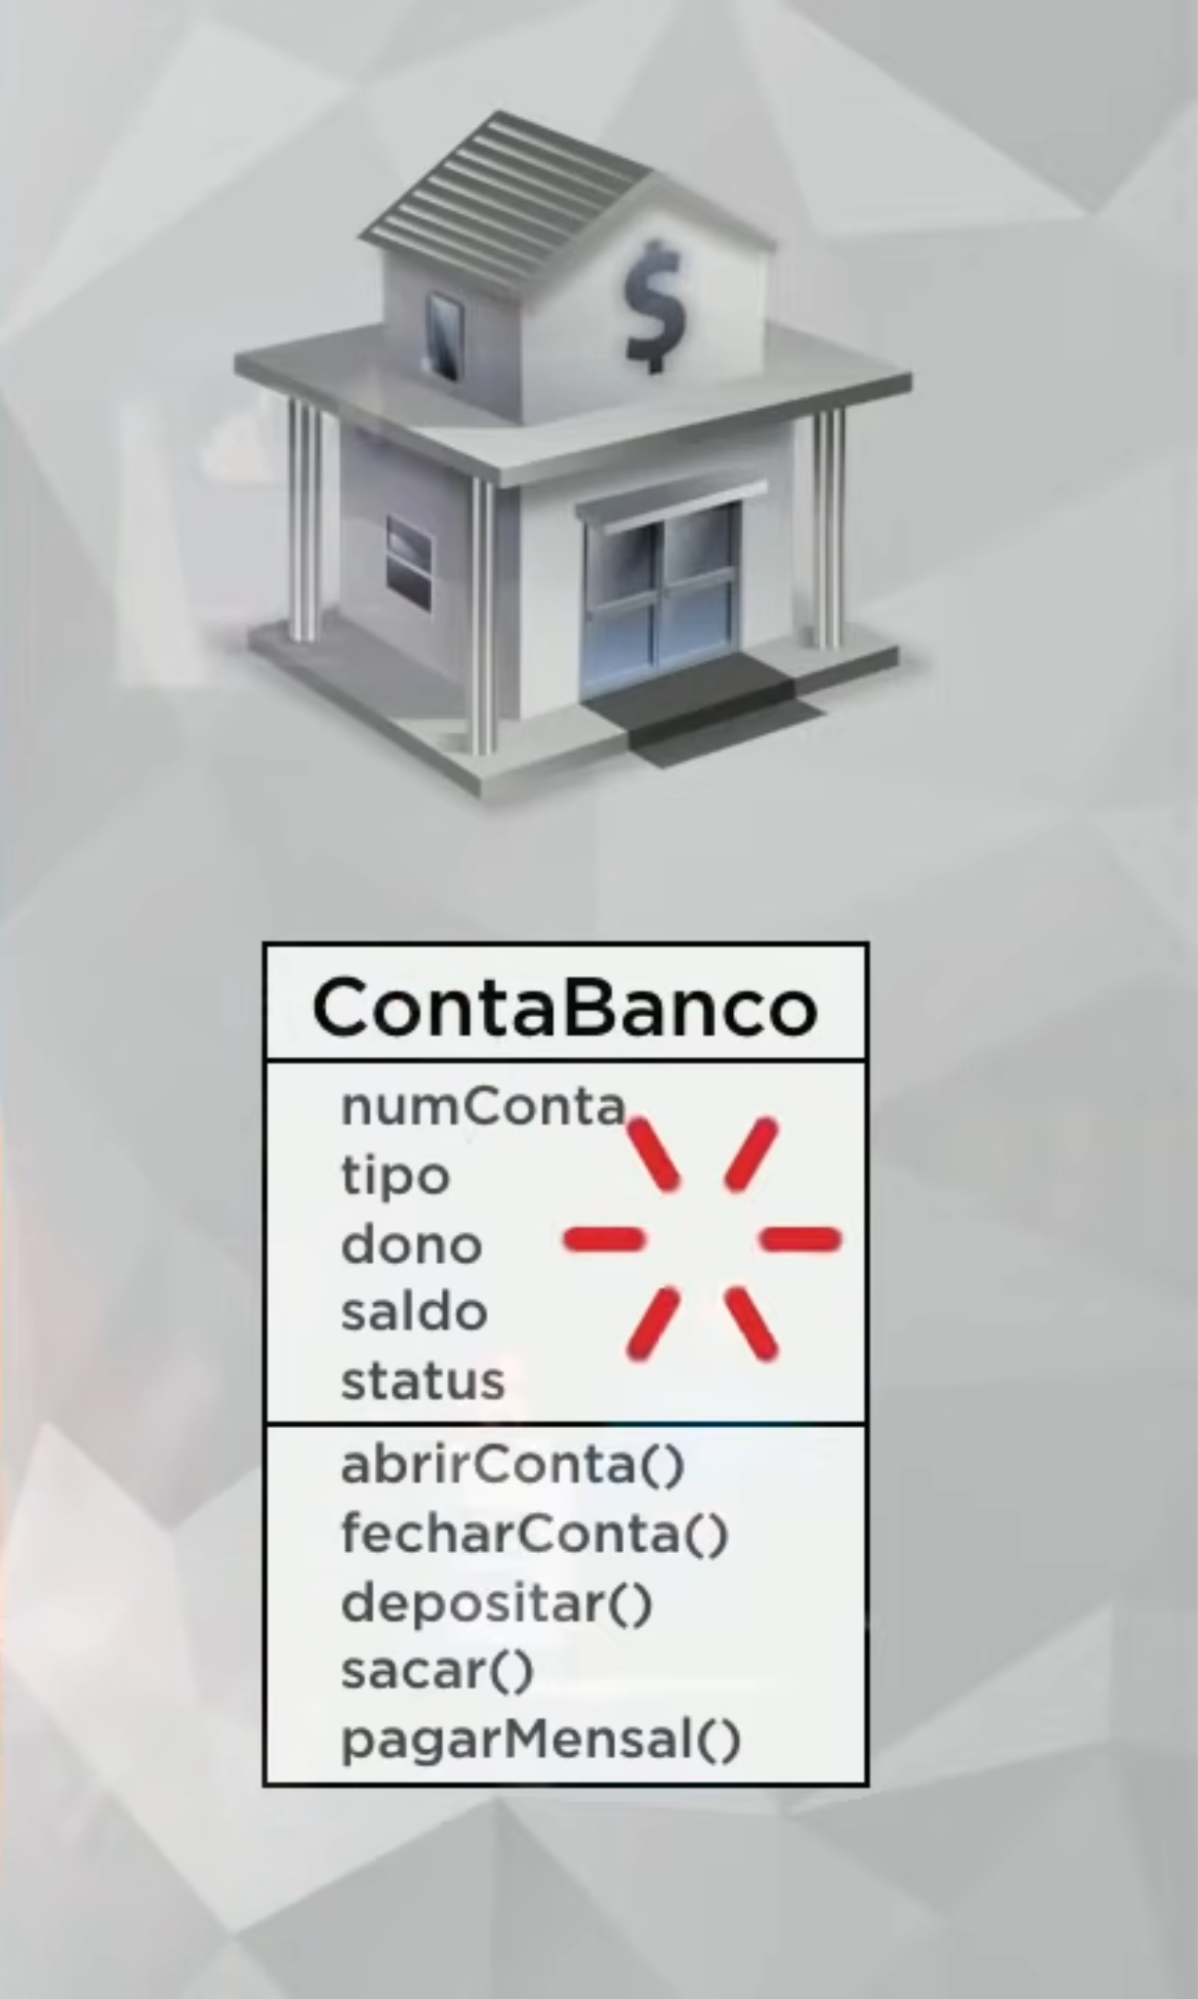 $
ContaBanco
numConta
tipo
dono
saldo
status
abrirConta()
fecharConta()
depositar()
sacar()
pagarMensal()